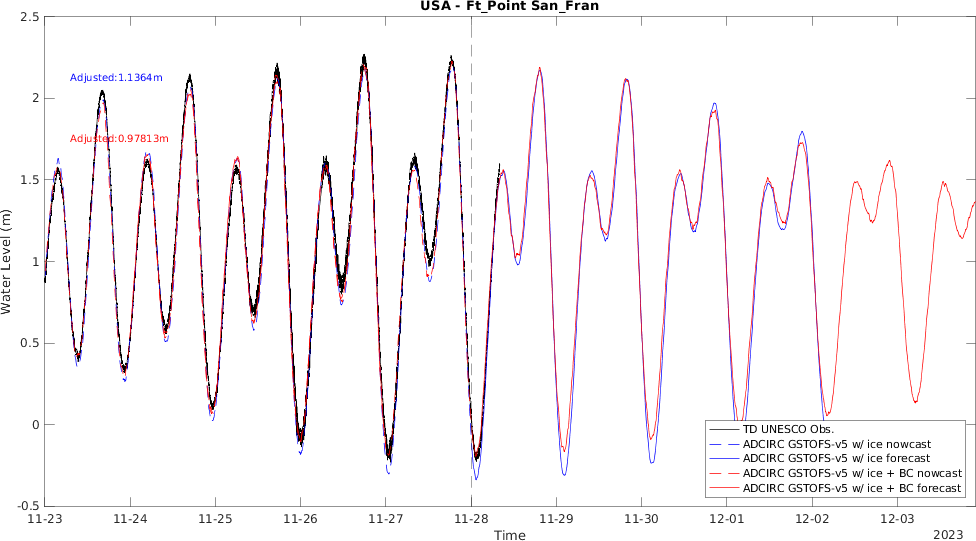 USA - Ft_Point San_Fran
2.5
2
1.5
1
0.5
0
-0.5
Water Level (m)
Adjusted:1.1364m
Adjusted:0.97813m
TD UNESCO Obs.
ADCIRC GSTOFS-v5 w/ ice nowcast
ADCIRC GSTOFS-v5 w/ ice forecast
ADCIRC GSTOFS-v5 w/ ice + BC nowcast
ADCIRC GSTOFS-v5 w/ ice + BC forecast
11-23 11-24 11-25 11-26 11-27 11-28 11-29 11-30 12-01 12-02 12-03
Time
2023